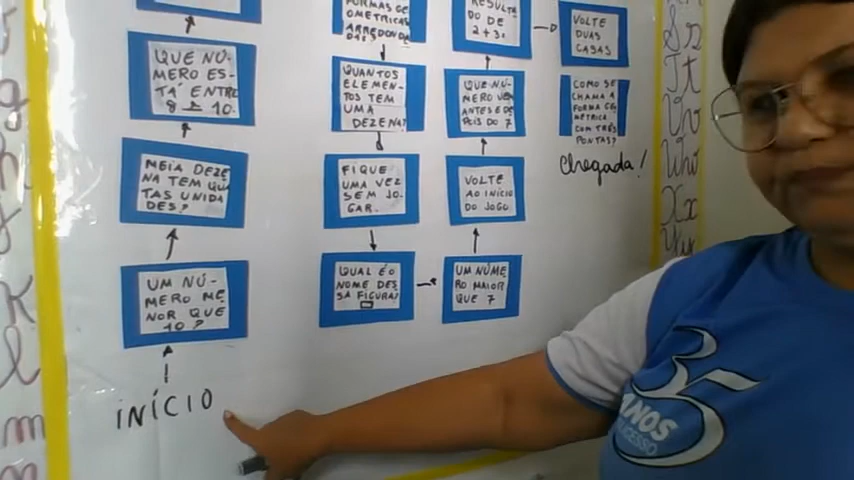 INÍCIO
UM NÚ-
MERO ME-
NOR QUE
10?
MEIA DEZE
NA TEM QUA
TAS UNIDA
DES?
QUE NÚ-
MERO ES-
TÁ ENTRE
8 e 10.
FORMAS GE
OMETRICAS
ARREDONDA
DAS?
QUANTOS
ELEMEN-
TOS TEM
UMA
DEZENA?
FIQUE
UMA VEZ
SEM JO-
GAR.
QUAL É O
NOME DES
SA FIGURA?
UM NÚME
RO MAIOR
QUE 7
VOLTE
AO INÍCIO
DO JOGO
QUE NÚ-
MERO VEM
ANTES E DE
POIS DO 7
RESULTA
DO DE
2+3:
VOLTE
DUAS
CASAS
COMO SE
CHAMA A
FORMA GEO
METRICA
COM TRÊS
PONTAS?
Chegada!
ANOS
SUCESSO